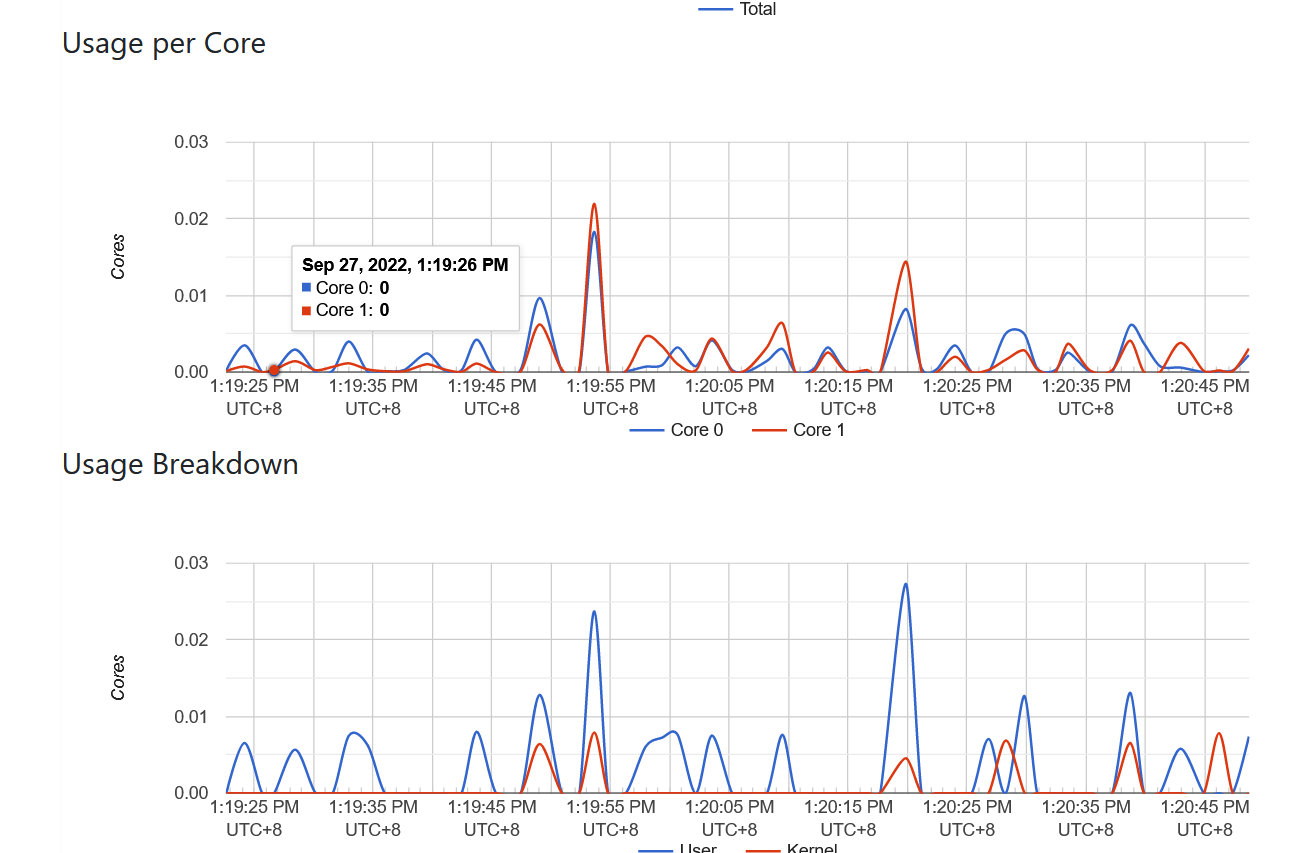 Total
Usage per Core
0.03
0.02
0.01
0.00
Cores
Sep 27, 2022, 1:19:26 PM
Core 0: 0
Core 1: 0
1:19:25 PM 1:19:35 PM 1:19:45 PM 1:19:55 PM 1:20:05 PM 1:20:15 PM 1:20:25 PM 1:20:35 PM 1:20:45 PM
UTC+8 UTC+8 UTC+8 UTC+8 UTC+8 UTC+8 UTC+8 UTC+8 UTC+8
Core 0 Core 1
Usage Breakdown
0.03
0.02
0.01
0.00
Cores
1:19:25 PM 1:19:35 PM 1:19:45 PM 1:19:55 PM 1:20:05 PM 1:20:15 PM 1:20:25 PM 1:20:35 PM 1:20:45 PM
UTC+8 UTC+8 UTC+8 UTC+8 UTC+8 UTC+8 UTC+8 UTC+8 UTC+8
User Kernel